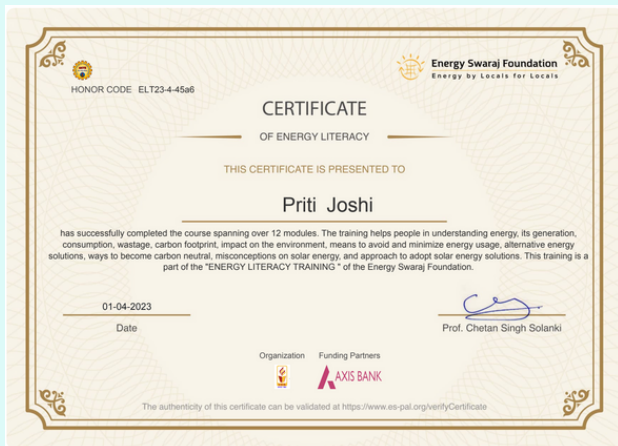 Energy Swaraj Foundation
Energy by Locals for Locals
HONOR CODE ELT23-4-45a6
CERTIFICATE
OF ENERGY LITERACY
THIS CERTIFICATE IS PRESENTED TO
Priti Joshi
has successfully completed the course spanning over 12 modules. The training helps people in understanding energy, its generation,
consumption, wastage, carbon footprint, impact on the environment, means to avoid and minimize energy usage, alternative energy
solutions, ways to become carbon neutral, misconceptions on solar energy, and approach to adopt solar energy solutions. This training is a
part of the "ENERGY LITERACY TRAINING " of the Energy Swaraj Foundation.
01-04-2023
Date
Prof. Chetan Singh Solanki
Organization Funding Partners
AXIS BANK
The authenticity of this certificate can be validated at https://www.es-pal.org/verifyCertificate